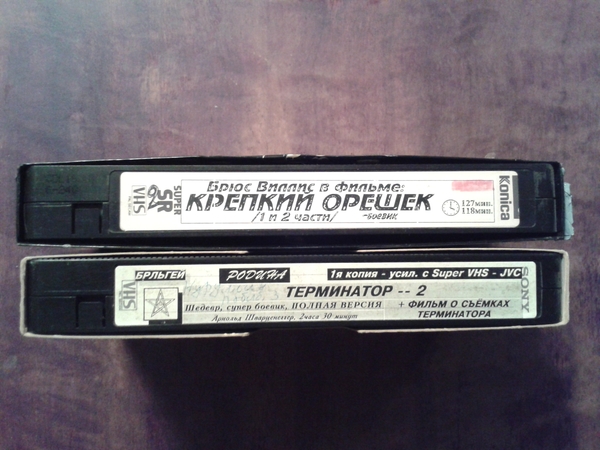 VHS
SUPER
SR
Брюс Виллис в фильме:
КРЕПКИЙ ОРЕШЕК
/1 и 2 части/
-БОЕВИК
127мин.
118мин.
Konica
VHS
БРЛЬГЕЙ
РОДИНА
1я копия - усил. с Super VHS - JVC
ТЕРМИНАТОР -- 2
Шедевр, супер боевик, ПОЛНАЯ ВЕРСИЯ
+ ФИЛЬМ О СЪЕМКАХ
ТЕРМИНАТОРА
Арнольд Шварценеггер, 2часа 30 минут
SONY